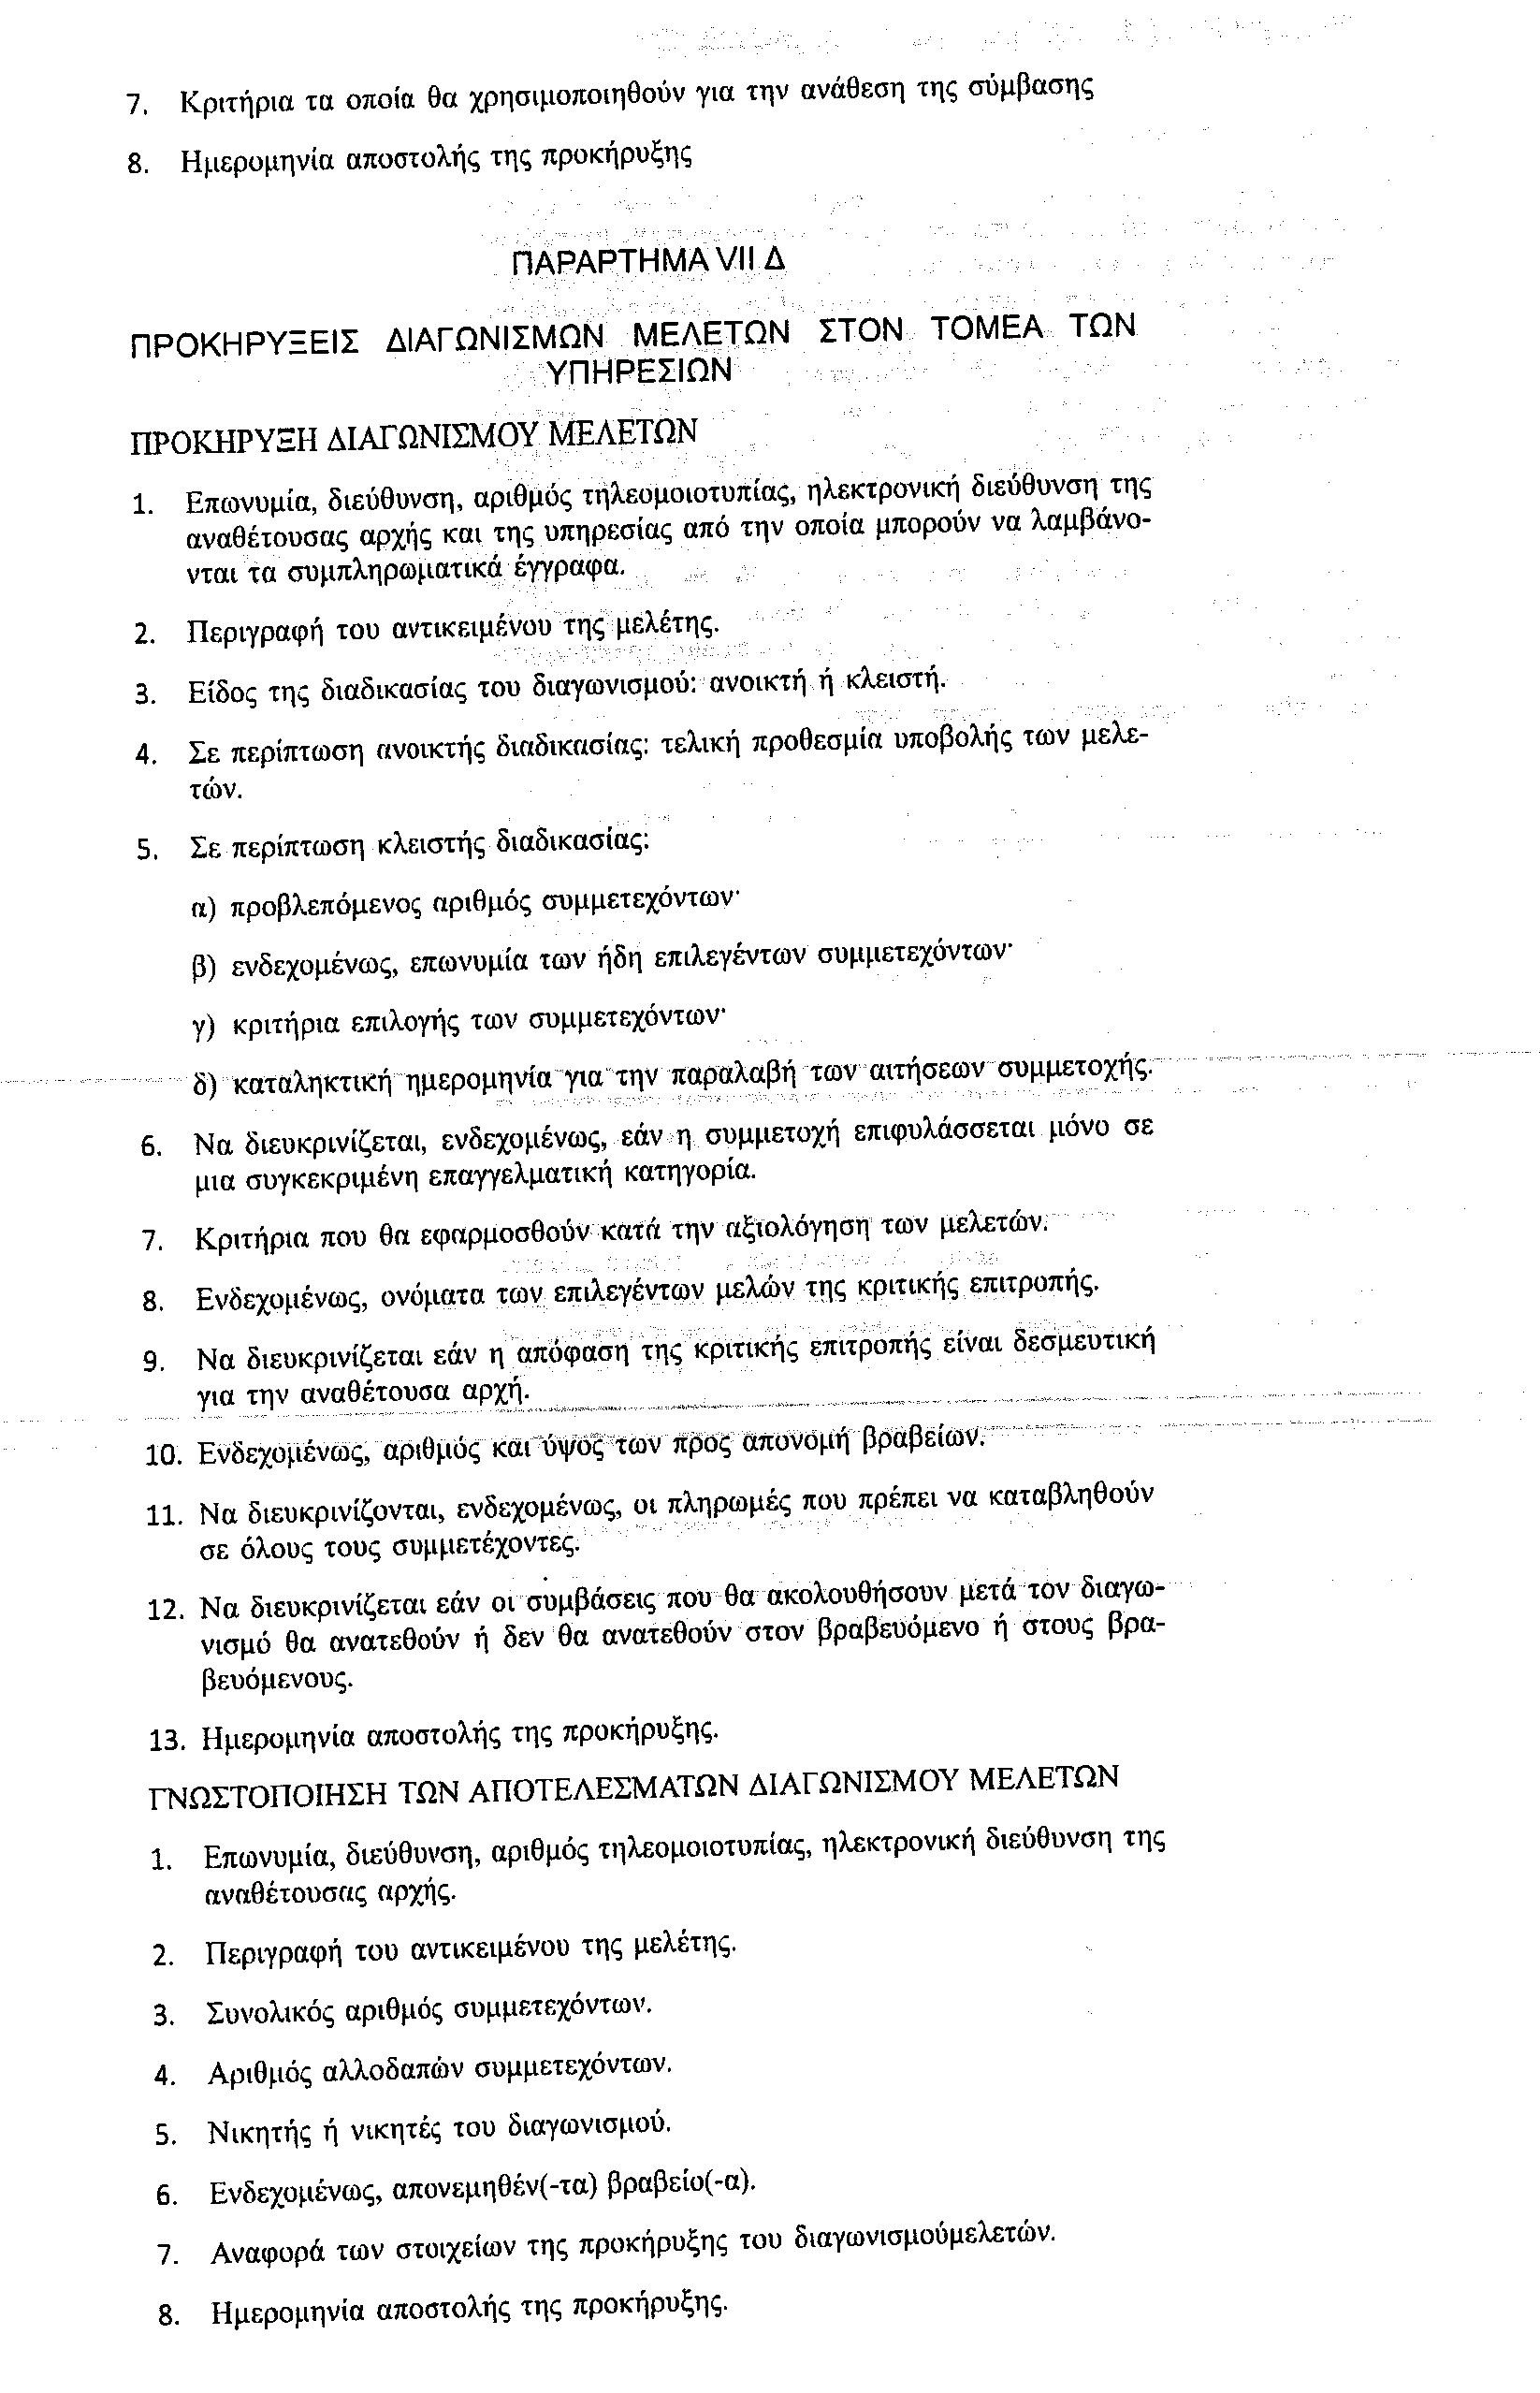 7. Κριτήρια τα οποία θα χρησιμοποιηθούν για την ανάθεση της σύμβασης
8. Ημερομηνία αποστολής της προκήρυξης
ΠΑΡΑΡΤΗΜΑ VII Δ
ΠΡΟΚΗΡΥΞΕΙΣ ΔΙΑΓΩΝΙΣΜΩΝ ΜΕΛΕΤΩΝ ΣΤΟΝ ΤΟΜΕΑ ΤΩΝ
ΥΠΗΡΕΣΙΩΝ
ΠΡΟΚΗΡΥΞΗ ΔΙΑΓΩΝΙΣΜΟΥ ΜΕΛΕΤΩΝ
1. Επωνυμία, διεύθυνση, αριθμός τηλεομοιοτυπίας, ηλεκτρονική διεύθυνση της
αναθέτουσας αρχής και της υπηρεσίας από την οποία μπορούν να λαμβάνο-
νται τα συμπληρωματικά έγγραφα.
2. Περιγραφή του αντικειμένου της μελέτης.
3. Είδος της διαδικασίας του διαγωνισμού: ανοικτή ή κλειστή.
4. Σε περίπτωση ανοικτής διαδικασίας: τελική προθεσμία υποβολής των μελε-
τών.
5. Σε περίπτωση κλειστής διαδικασίας:
α) προβλεπόμενος αριθμός συμμετεχόντων·
β) ενδεχομένως, επωνυμία των ήδη επιλεγέντων συμμετεχόντων·
γ) κριτήρια επιλογής των συμμετεχόντων·
δ) καταληκτική ημερομηνία για την παραλαβή των αιτήσεων συμμετοχής.
6. Να διευκρινίζεται, ενδεχομένως, εάν η συμμετοχή επιφυλάσσεται μόνο σε
μια συγκεκριμένη επαγγελματική κατηγορία.
7. Κριτήρια που θα εφαρμοσθούν κατά την αξιολόγηση των μελετών.
8. Ενδεχομένως, ονόματα των επιλεγέντων μελών της κριτικής επιτροπής.
9. Να διευκρινίζεται εάν η απόφαση της κριτικής επιτροπής είναι δεσμευτική
για την αναθέτουσα αρχή.
10. Ενδεχομένως, αριθμός και ύψος των προς απονομή βραβείων.
11. Να διευκρινίζονται, ενδεχομένως, οι πληρωμές που πρέπει να καταβληθούν
σε όλους τους συμμετέχοντες.
12. Να διευκρινίζεται εάν οι συμβάσεις που θα ακολουθήσουν μετά τον διαγω-
νισμό θα ανατεθούν ή δεν θα ανατεθούν στον βραβευόμενο ή στους βρα-
βευόμενους.
13. Ημερομηνία αποστολής της προκήρυξης.
ΓΝΩΣΤΟΠΟΙΗΣΗ ΤΩΝ ΑΠΟΤΕΛΕΣΜΑΤΩΝ ΔΙΑΓΩΝΙΣΜΟΥ ΜΕΛΕΤΩΝ
1. Επωνυμία, διεύθυνση, αριθμός τηλεομοιοτυπίας, ηλεκτρονική διεύθυνση της
αναθέτουσας αρχής.
2. Περιγραφή του αντικειμένου της μελέτης.
3. Συνολικός αριθμός συμμετεχόντων.
4. Αριθμός αλλοδαπών συμμετεχόντων.
5. Νικητής ή νικητές του διαγωνισμού.
6. Ενδεχομένως, απονεμηθέν(-τα) βραβείο(-α).
7. Αναφορά των στοιχείων της προκήρυξης του διαγωνισμούμελετών.
8. Ημερομηνία αποστολής της προκήρυξης.